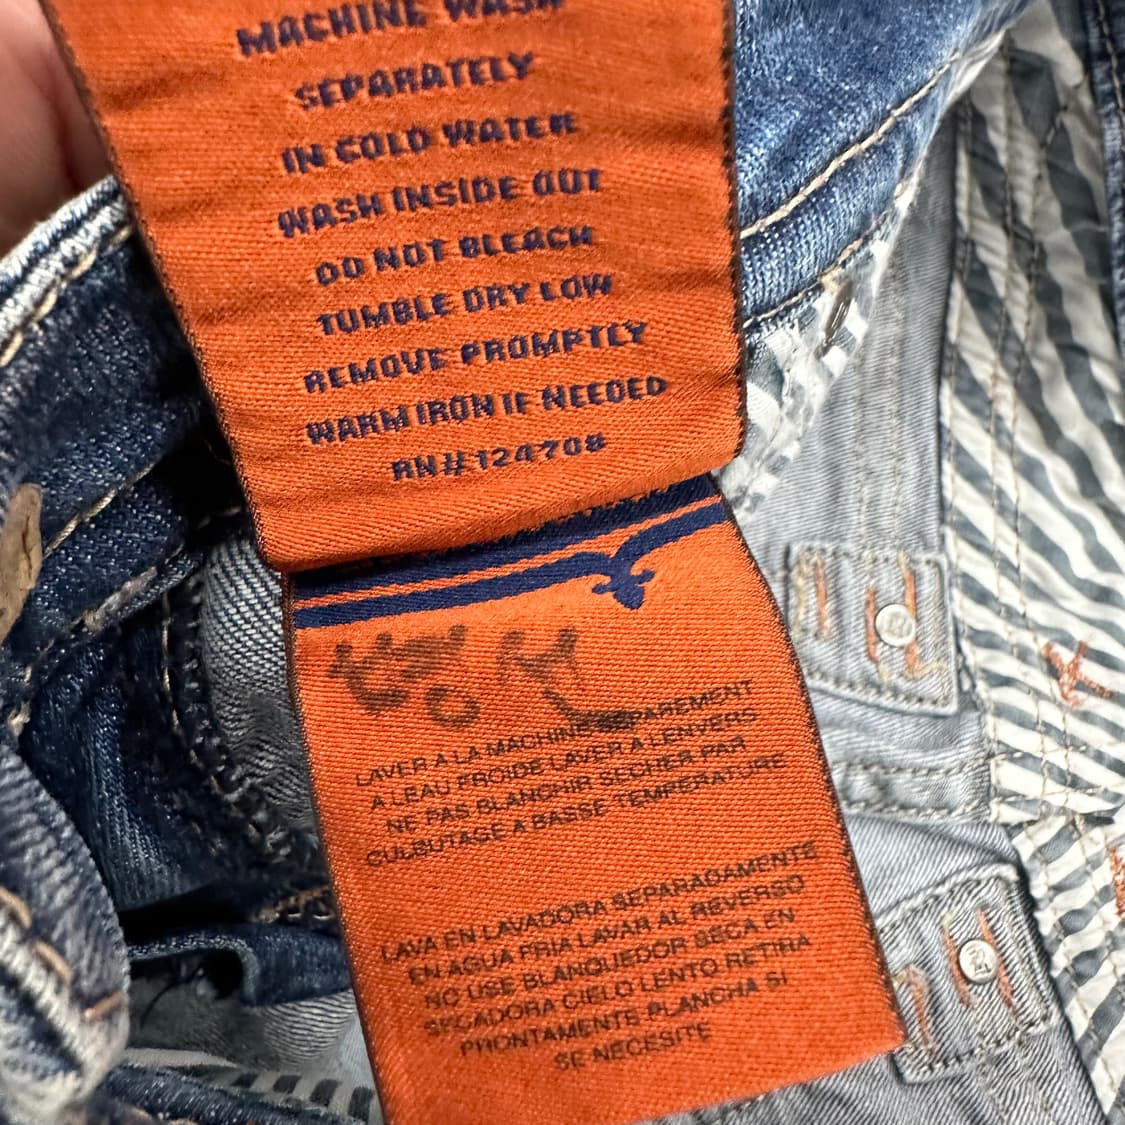 MACHINE WASH
SEPARATELY
IN COLD WATER
WASH INSIDE OUT
DO NOT BLEACH
TUMBLE DRY LOW
REMOVE PROMPTLY
WARM IRON IF NEEDED
RN# 124708
LAVER A LA MACHINE SEPAREMENT
A LEAU FROIDE LAVER A LENVERS
NE PAS BLANCHIR SECHER PAR
CULBUTAGE A BASSE TEMPERATURE
LAVA EN LAVADORA SEPARADAMENTE
EN AGUA FRIA LAVAR AL REVERSO
NO USE BLANQUEDOR SECA EN
SECADORA CIELO LENTO RETIRA
PRONTAMENTE PLANCHA SI
SE NECESITE